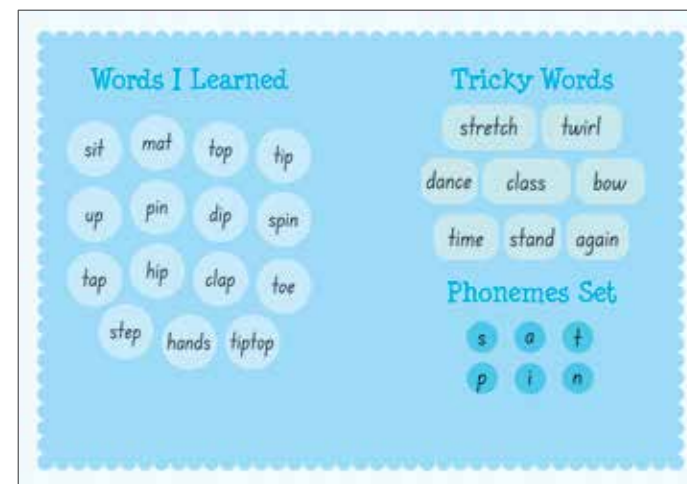 Words I Learned
sit mat top tip
up pin dip spin
tap hip clap toe
step hands tiptop
Tricky Words
stretch twirl
dance class bow
time stand again
Phonemes Set
s a t
p i n